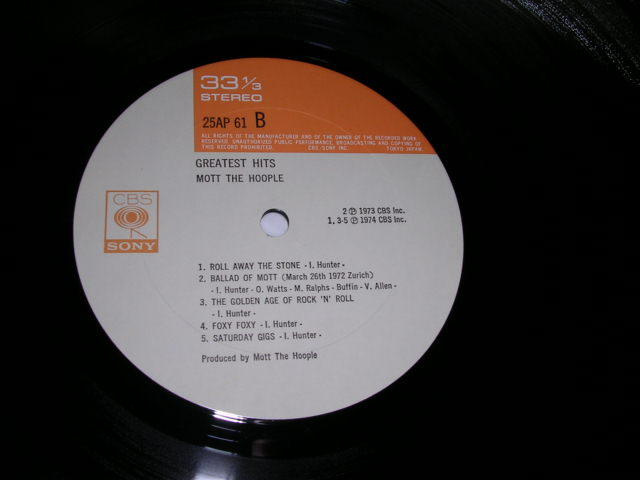 33 1/3
STEREO
25AP 61 B
ALL RIGHTS OF THE MANUFACTURER AND OF THE OWNER OF THE RECORDED WORK
RESERVED. UNAUTHORIZED PUBLIC PERFORMANCE, BROADCASTING AND COPYING OF
THIS RECORD PROHIBITED. CBS/SONY INC. TOKYO JAPAN.
GREATEST HITS
MOTT THE HOOPLE
CBS
SONY
2 ℗ 1973 CBS Inc.
1, 3-5 ℗ 1974 CBS Inc.
1. ROLL AWAY THE STONE - I. Hunter -
2. BALLAD OF MOTT (March 26th 1972 Zurich)
- I. Hunter - O. Watts - M. Ralphs - Buffin - V. Allen -
3. THE GOLDEN AGE OF ROCK 'N' ROLL
- I. Hunter -
4. FOXY FOXY - I. Hunter -
5. SATURDAY GIGS - I. Hunter -
Produced by Mott The Hoople